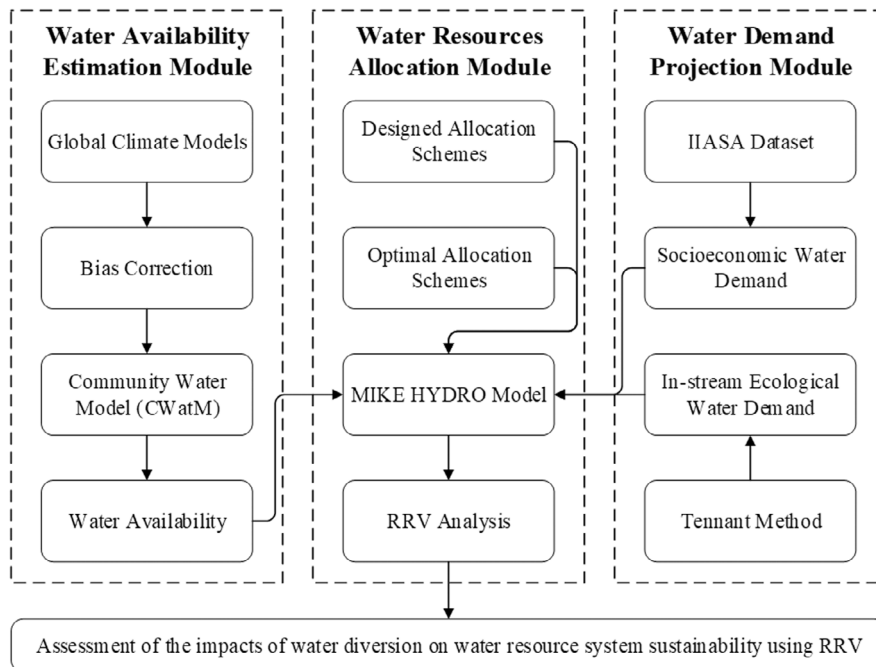 Water Availability
Estimation Module
Global Climate Models
Bias Correction
Community Water
Model (CWatM)
Water Availability
Water Resources
Allocation Module
Designed Allocation
Schemes
Optimal Allocation
Schemes
MIKE HYDRO Model
RRV Analysis
Water Demand
Projection Module
IIASA Dataset
Socioeconomic Water
Demand
In-stream Ecological
Water Demand
Tennant Method
Assessment of the impacts of water diversion on water resource system sustainability using RRV